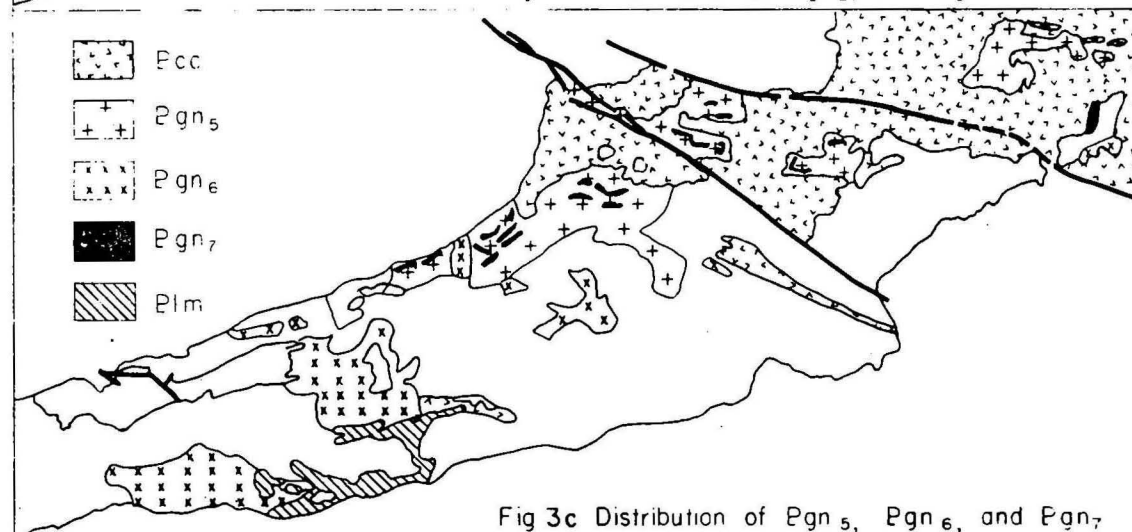 Pcc
Pgn₅
Pgn₆
Pgn₇
Plm
Fig 3c Distribution of Pgn₅, Pgn₆, and Pgn₇